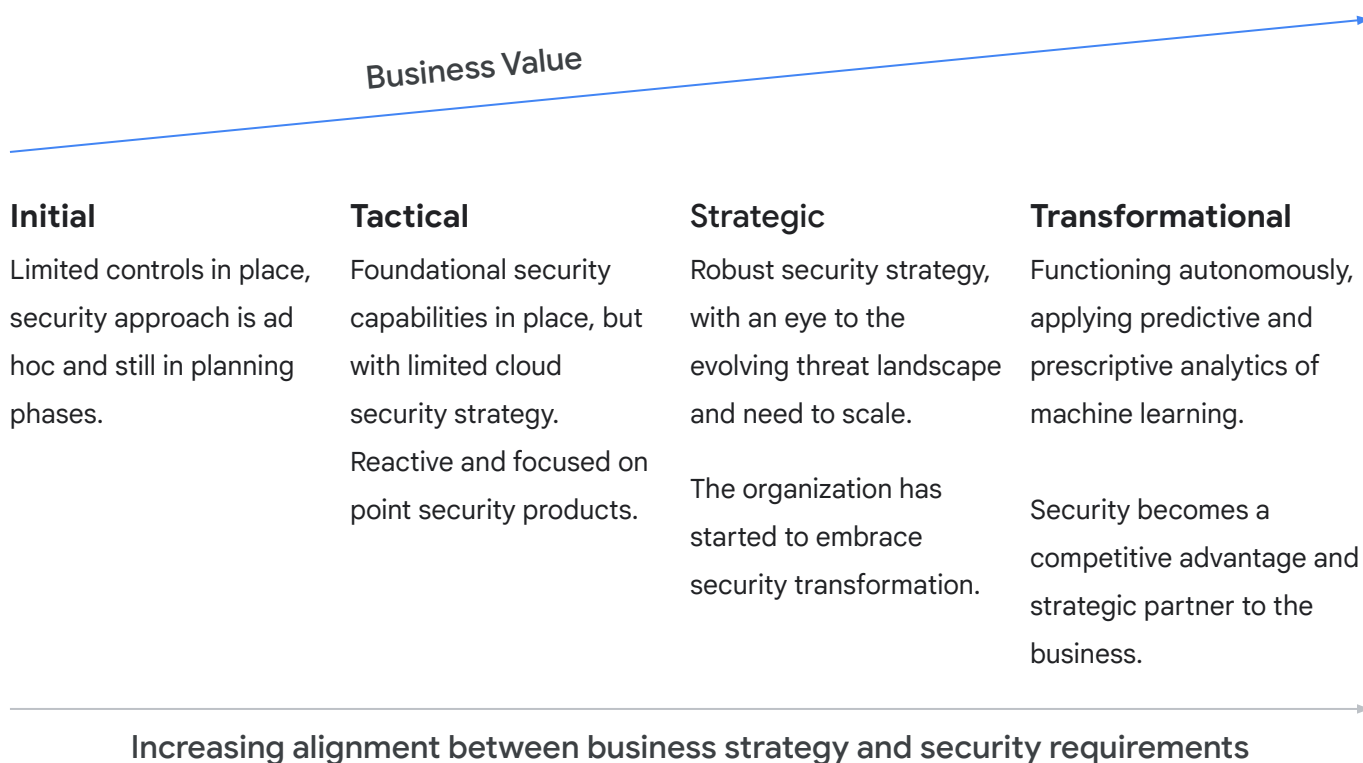 Business Value
Initial
Limited controls in place,
security approach is ad
hoc and still in planning
phases.
Tactical
Foundational security
capabilities in place, but
with limited cloud
security strategy.
Reactive and focused on
point security products.
Strategic
Robust security strategy,
with an eye to the
evolving threat landscape
and need to scale.
The organization has
started to embrace
security transformation.
Transformational
Functioning autonomously,
applying predictive and
prescriptive analytics of
machine learning.
Security becomes a
competitive advantage and
strategic partner to the
business.
Increasing alignment between business strategy and security requirements